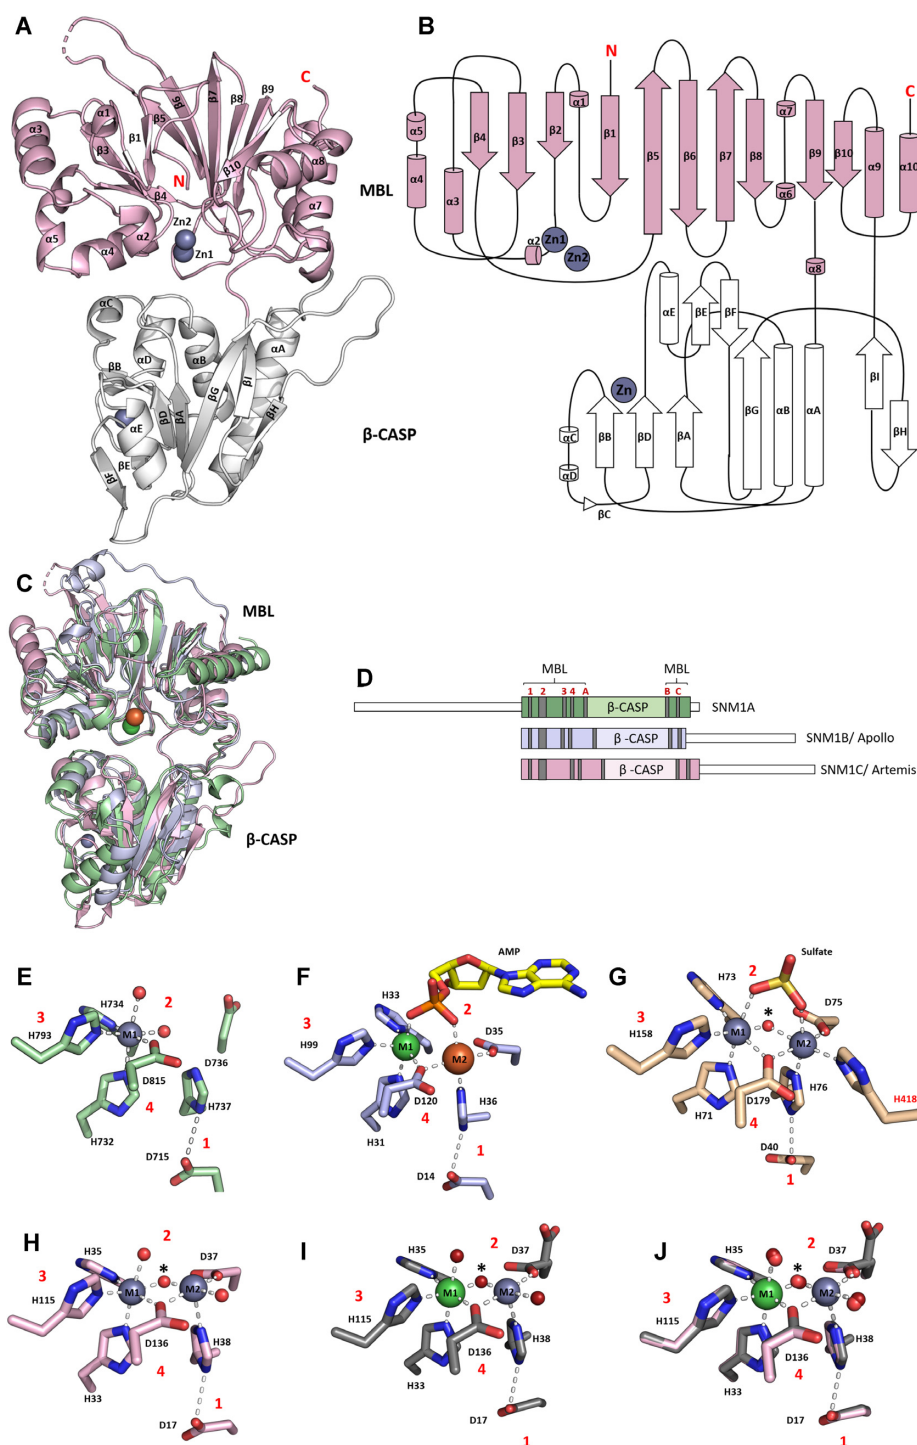 A
C
β7
β6
β9
β8
α1
α3
β5
β1
β3
α8
β10
N
β4
α7
Zn2
α2
Zn1
α5
α4
MBL
αC
αD
αB
αA
βB
βG
βI
βD
βA
βH
αE
βE
βF
β-CASP
B
N
C
α1
α7
α5
β4
β3
β2
β1
β5
β6
β7
β8
β9
β10
α9
α10
α4
α3
α6
α2
Zn1
Zn2
α8
αE
βE
βF
Zn
βI
αC
βB
βD
βA
βG
αB
αA
βH
αD
βC
C
MBL
β-CASP
D
MBL
MBL
1 2 3 4 A B C
β-CASP
SNM1A
β -CASP
SNM1B/ Apollo
β -CASP
SNM1C/ Artemis
E
H734
2
3
M1
H793
D736
D815
H737
4
H732
1
D715
F
AMP
H33
2
3
D35
M1
H99
M2
D120
H36
4
H31
1
D14
G
Sulfate
H73
2
3
*
D75
H158
M1
M2
D179
H76
H418
H71
4
D40
1
H
2
H35
D37
*
3
M1
M2
H115
H38
D136
4
H33
1
D17
I
2
H35
D37
*
M1
M2
3
H115
H38
D136
4
H33
D17
1
J
2
H35
D37
*
M1
M2
3
H115
H38
D136
4
H33
D17
1